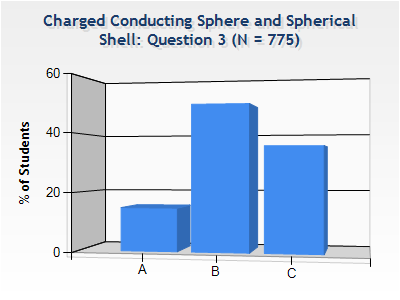 Charged Conducting Sphere and Spherical
Shell: Question 3 (N = 775)
60
40
20
0
% of Students
A
B
C